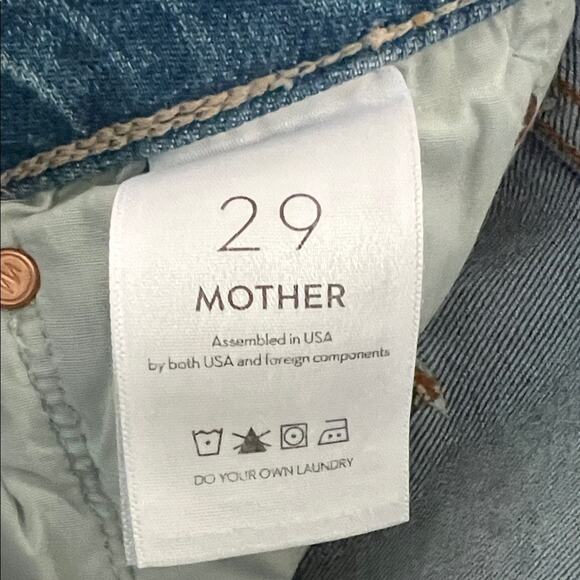 29
MOTHER
Assembled in USA
by both USA and foreign components
DO YOUR OWN LAUNDRY